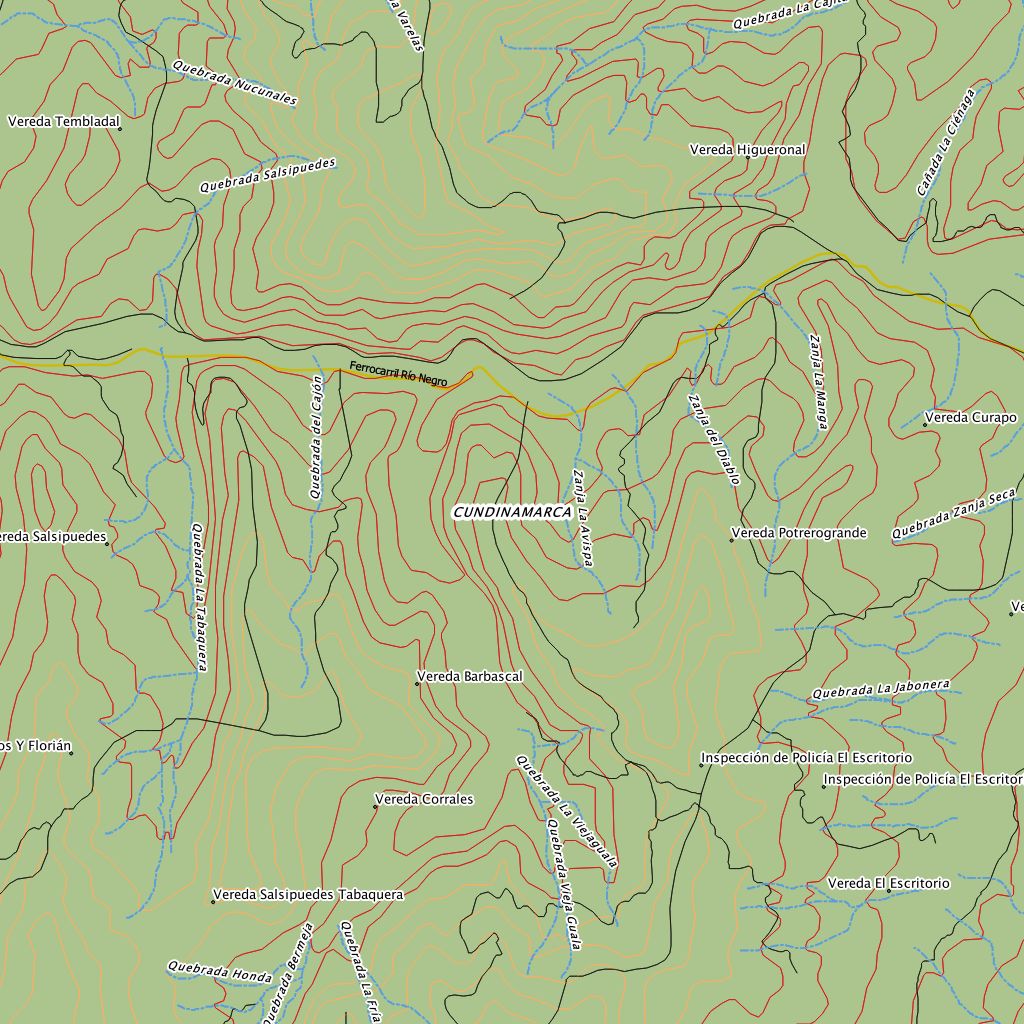 a Varelas
Quebrada La Cajita
Quebrada Nucunales
Vereda Tembladal
Cañada La Ciénaga
Vereda Higueronal
Quebrada Salsipuedes
Ferrocarril Río Negro
Zanja La Manga
Quebrada del Cajón
Zanja del Diablo
Vereda Curapo
Zanja La Avispa
CUNDINAMARCA
Quebrada Zanja Seca
ereda Salsipuedes
Vereda Potrerogrande
Quebrada La Tabaquera
Ve
Vereda Barbascal
Quebrada La Jabonera
os Y Florián
Inspección de Policía El Escritorio
Inspección de Policía El Escritor
Quebrada La Viejaguala
Vereda Corrales
Quebrada Vieja Guala
Vereda El Escritorio
Vereda Salsipuedes Tabaquera
Quebrada Bermeja
Quebrada La Fría
Quebrada Honda